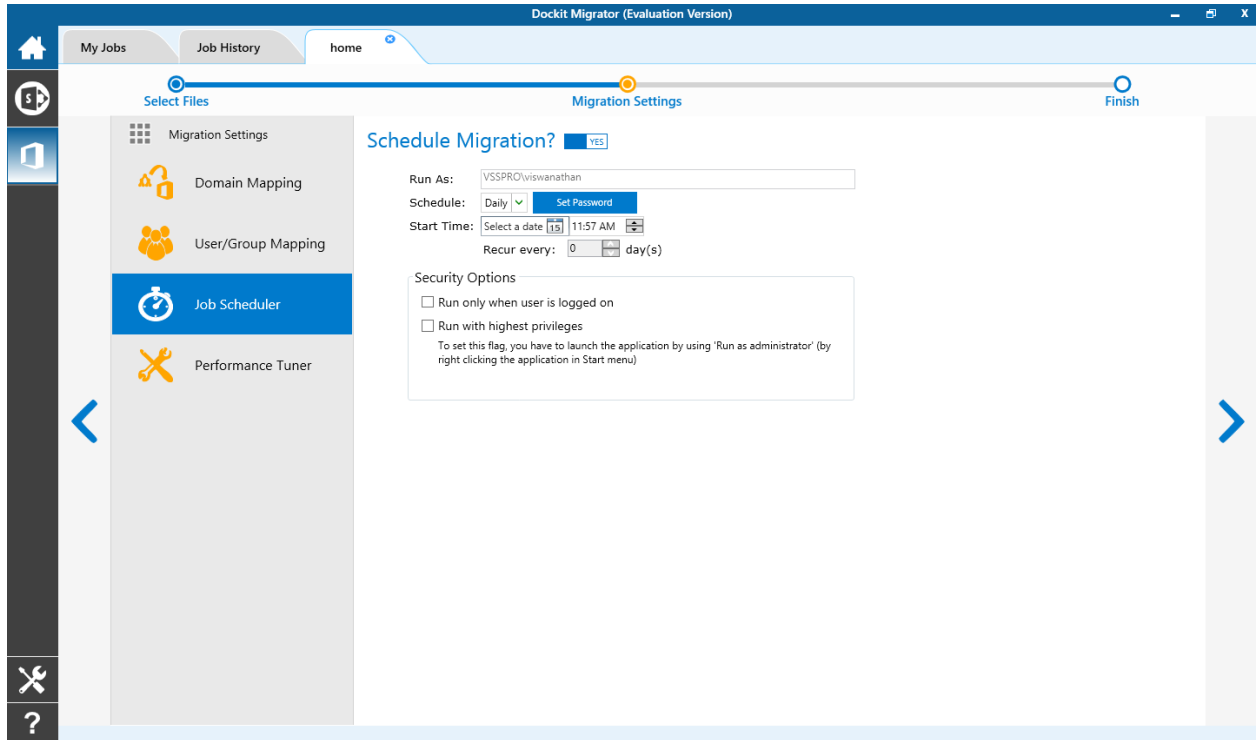 Dockit Migrator (Evaluation Version)
X
My Jobs
Job History
home
S
Select Files
Migration Settings
Finish
Migration Settings
Domain Mapping
User/Group Mapping
Job Scheduler
Performance Tuner
Schedule Migration? YES
Run As: VSSPRO\viswanathan
Schedule: Daily Set Password
Start Time: Select a date 15 11:57 AM
Recur every: 0 day(s)
Security Options
Run only when user is logged on
Run with highest privileges
To set this flag, you have to launch the application by using 'Run as administrator' (by
right clicking the application in Start menu)
?